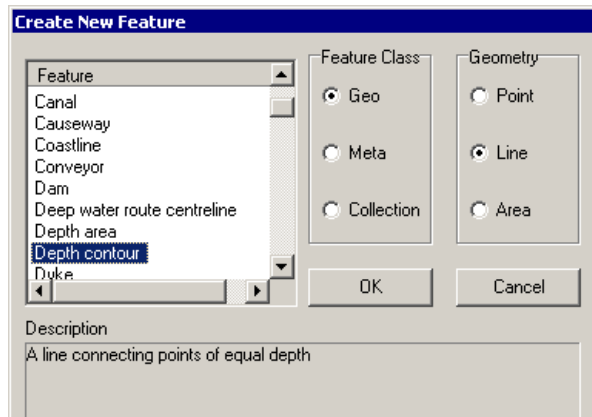 Create New Feature
Feature
Canal
Causeway
Coastline
Conveyor
Dam
Deep water route centreline
Depth area
Depth contour
Dyke
Feature Class
Geo
Meta
Collection
Geometry
Point
Line
Area
OK
Cancel
Description
A line connecting points of equal depth